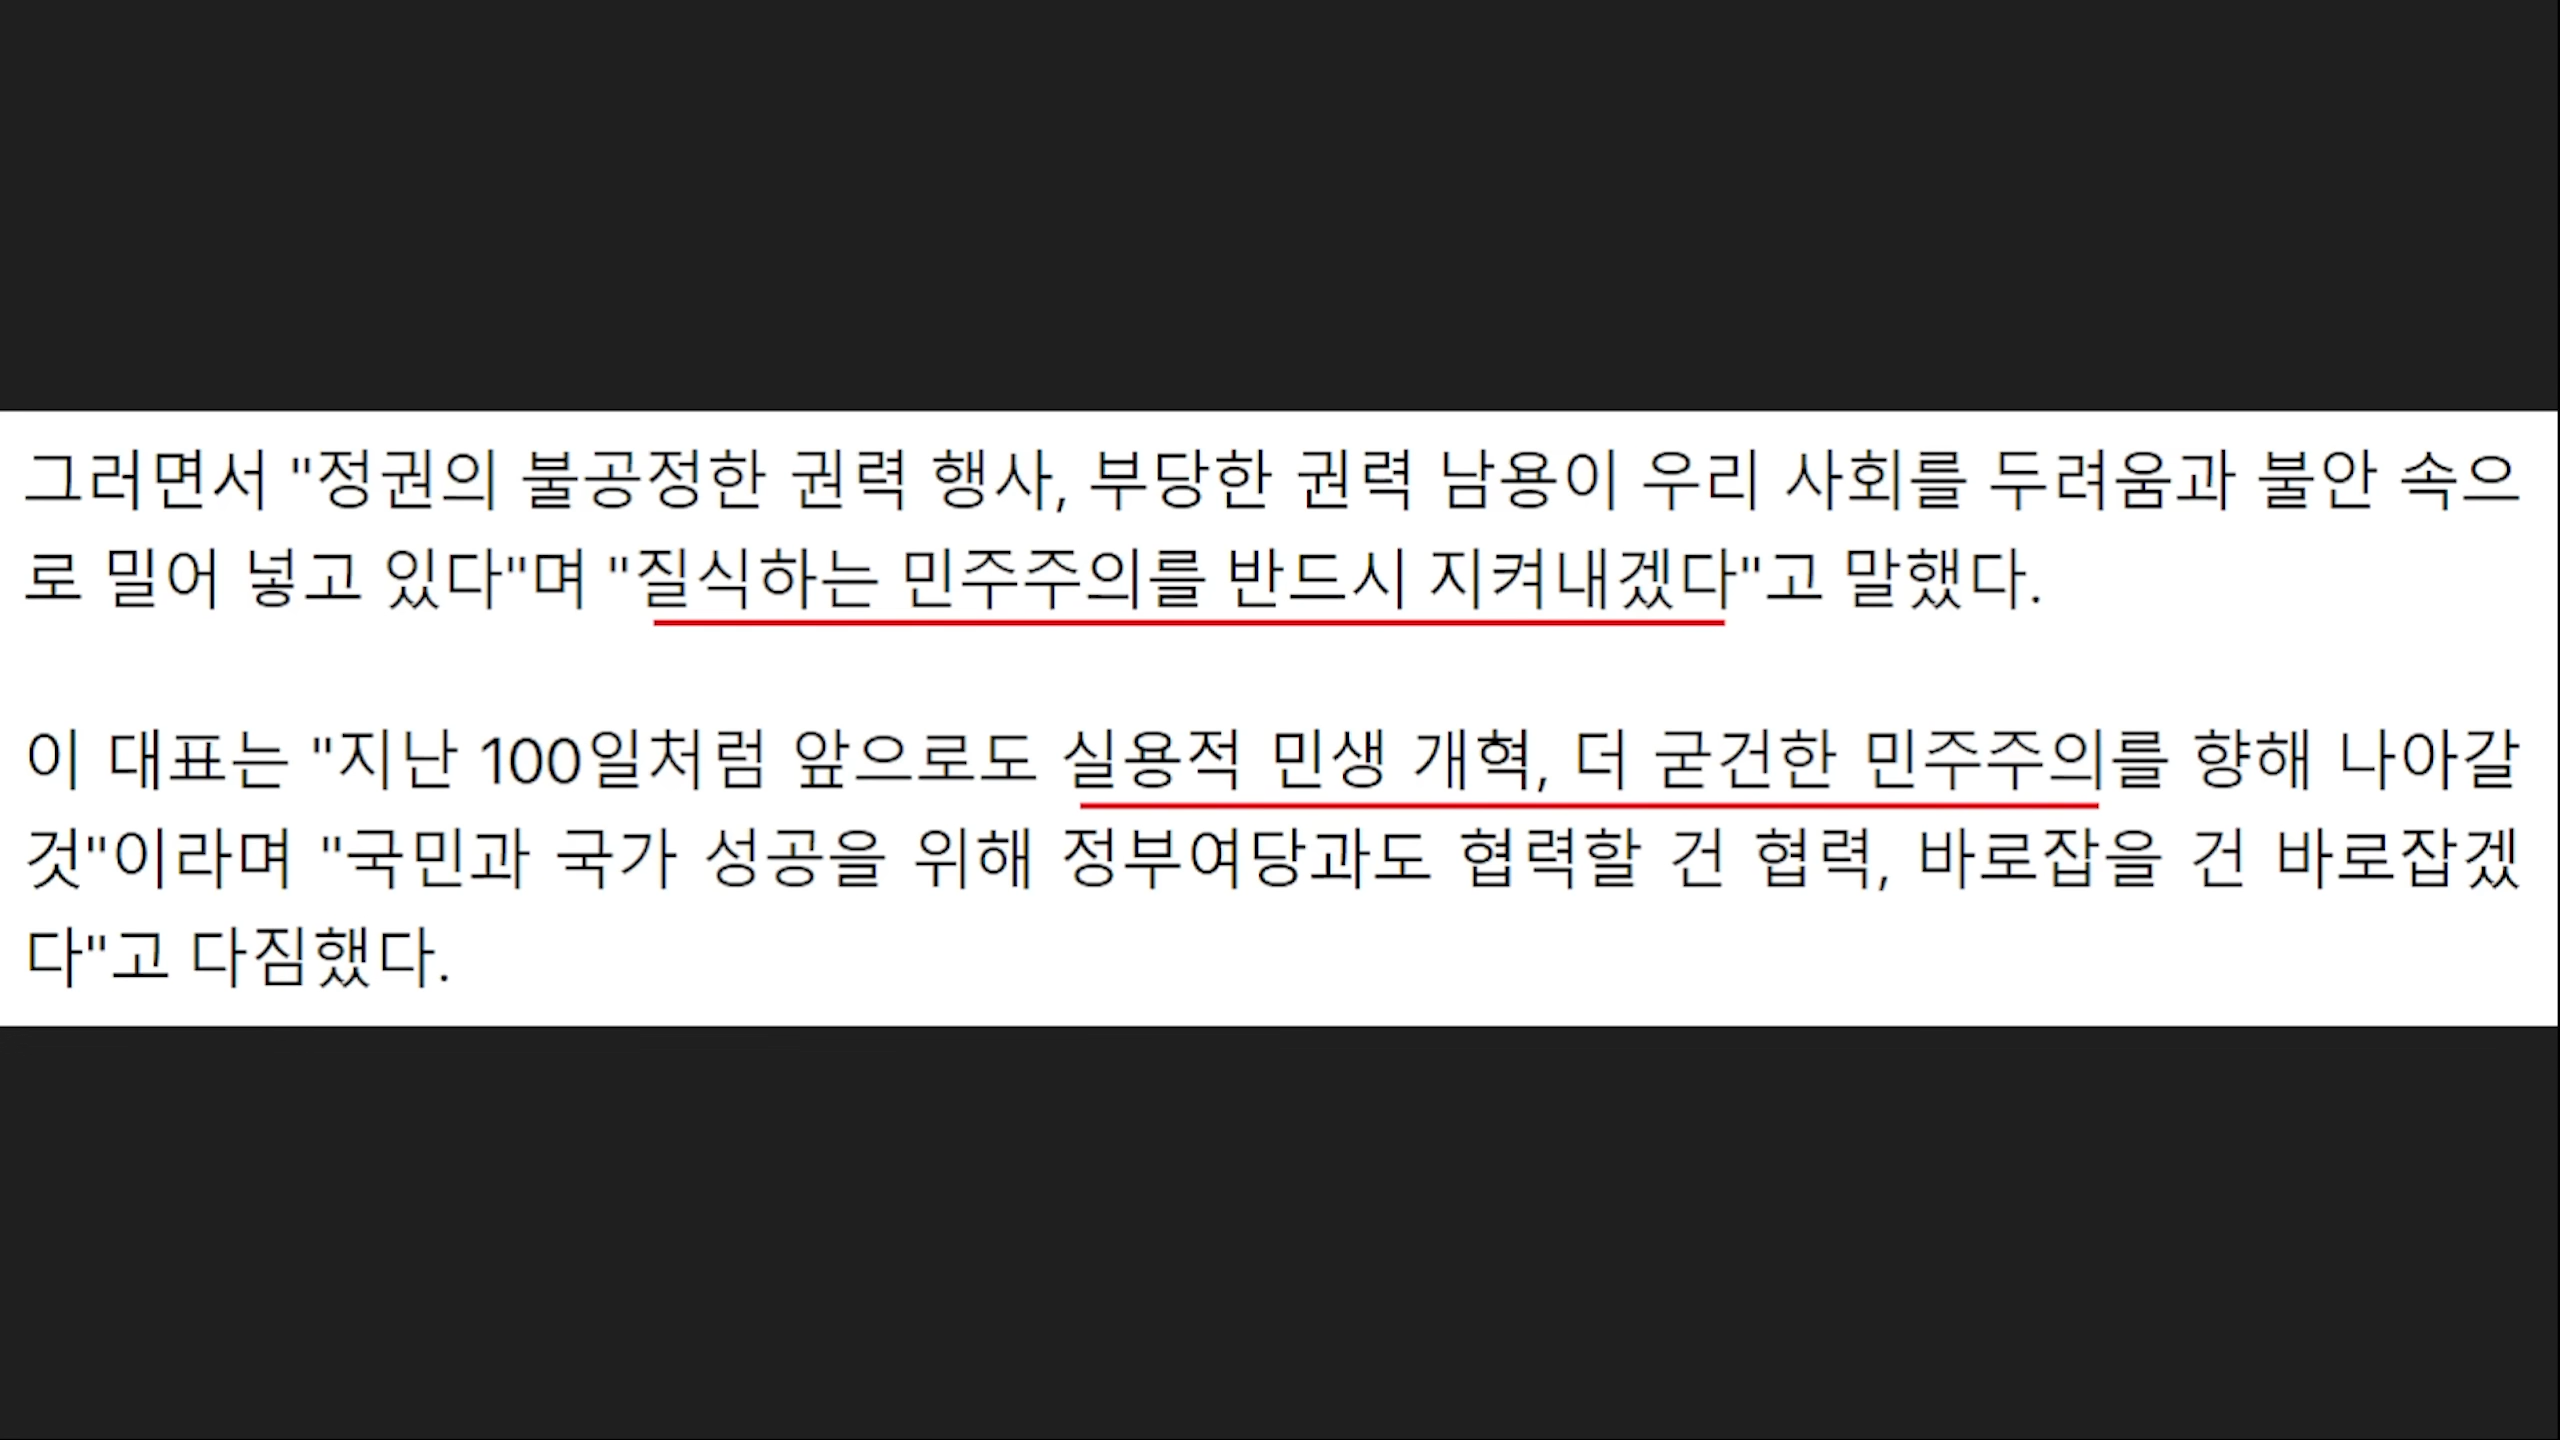 그러면서 "정권의 불공정한 권력 행사, 부당한 권력 남용이 우리 사회를 두려움과 불안 속으
로 밀어 넣고 있다"며 "질식하는 민주주의를 반드시 지켜내겠다"고 말했다.
이 대표는 "지난 100일처럼 앞으로도 실용적 민생 개혁, 더 굳건한 민주주의를 향해 나아갈
것"이라며 "국민과 국가 성공을 위해 정부여당과도 협력할 건 협력, 바로잡을 건 바로잡겠
다"고 다짐했다.